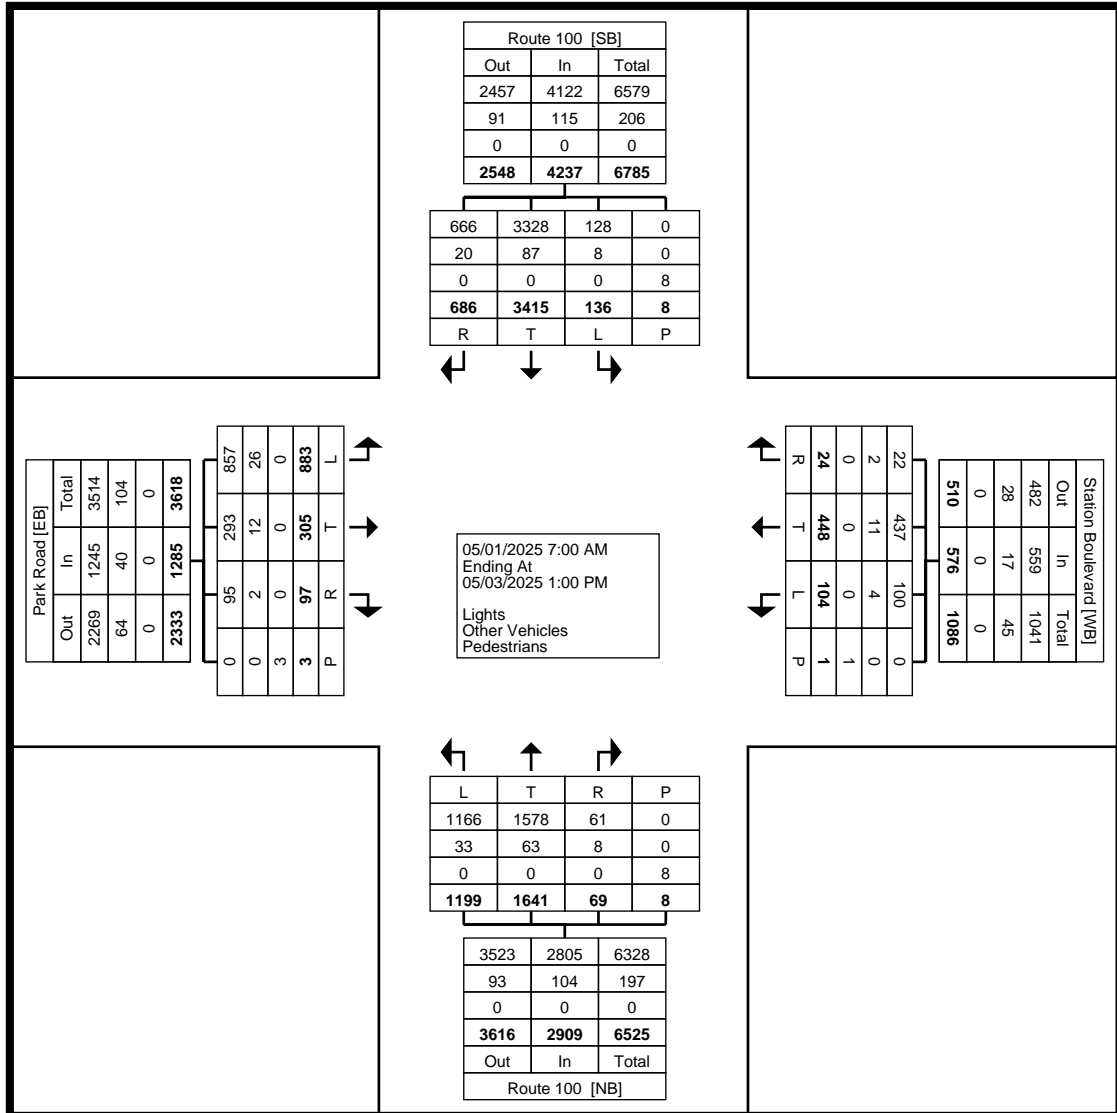 Route 100 [SB]
Out In Total
2457 4122 6579
91 115 206
0 0 0
2548 4237 6785
666 3328 128 0
20 87 8 0
0 0 0 8
686 3415 136 8
R T L P
Park Road [EB]
Total In Out
3514 1245 2269
104 40 64
0 0 0
3618 1285 2333
857 293 95 0
26 12 2 0
0 0 0 3
883 305 97 3
L T R P
05/01/2025 7:00 AM
Ending At
05/03/2025 1:00 PM
Lights
Other Vehicles
Pedestrians
Station Boulevard [WB]
Out In Total
482 559 1041
28 17 45
0 0 0
510 576 1086
22 437 100 0
2 11 4 0
0 0 0 1
24 448 104 1
R T L P
L T R P
1166 1578 61 0
33 63 8 0
0 0 0 8
1199 1641 69 8
3523 2805 6328
93 104 197
0 0 0
3616 2909 6525
Out In Total
Route 100 [NB]